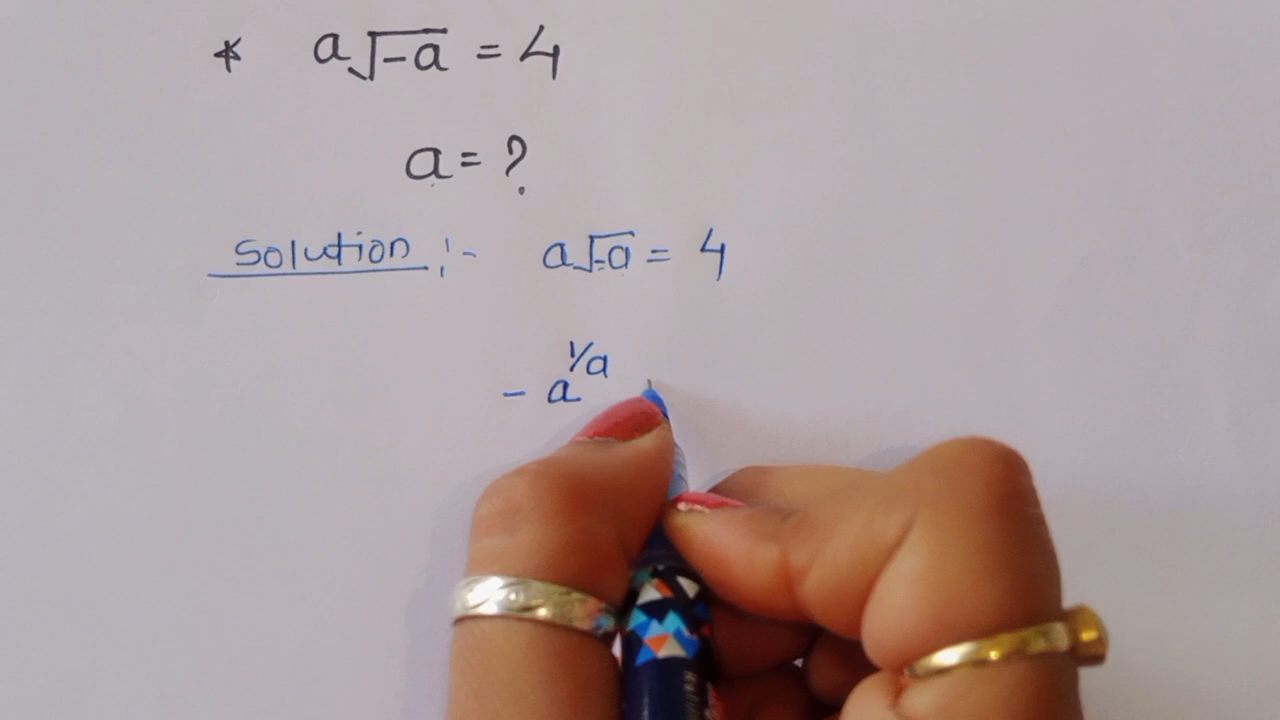 * a√-a = 4
a = ?
Solution :- a√-a = 4
- a^1/a